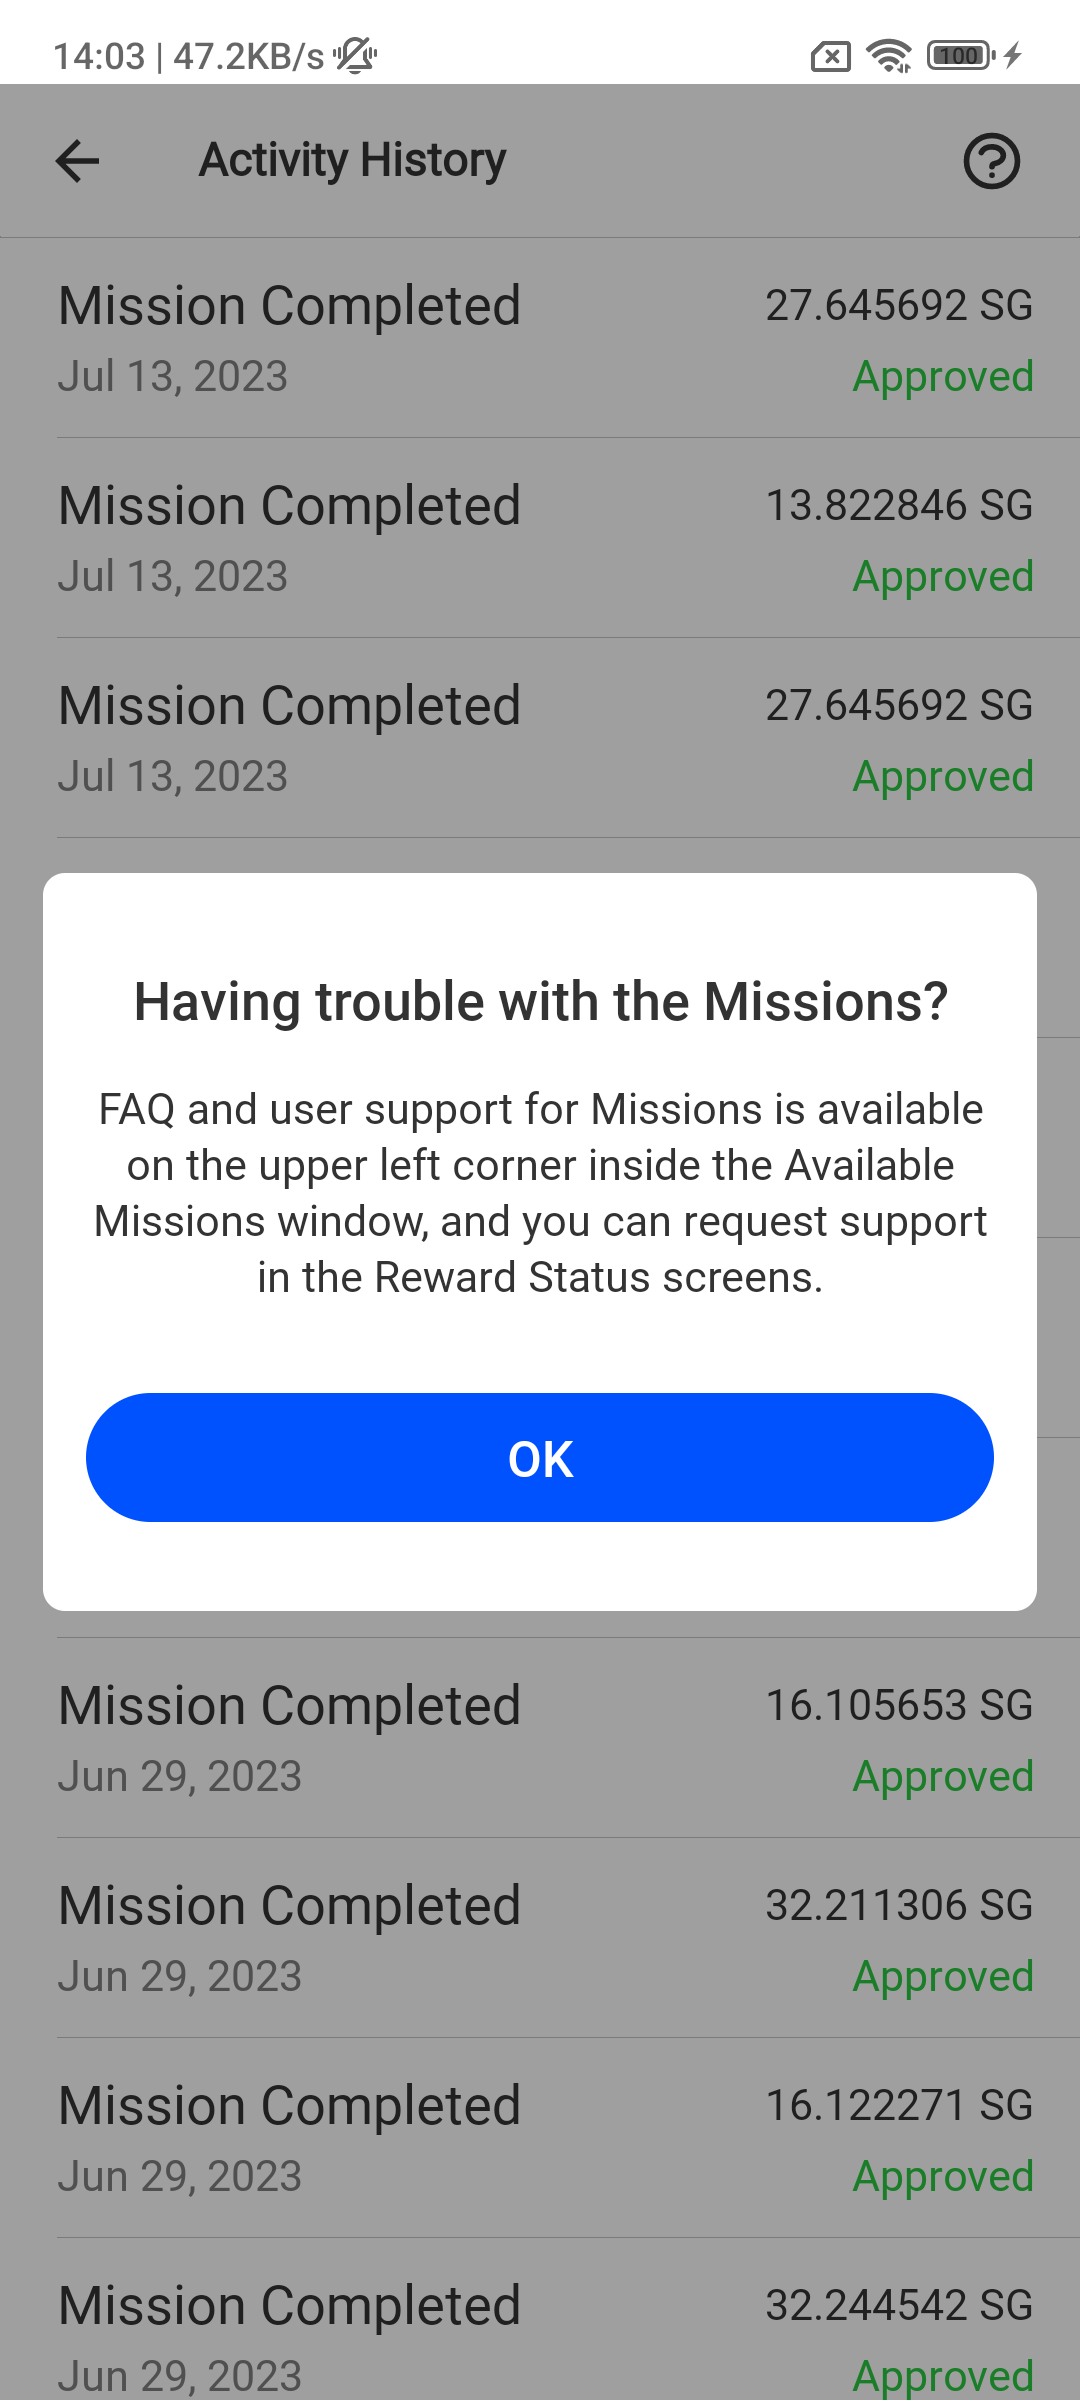 14:03 | 47.2KB/s
100
Activity History
Mission Completed 27.645692 SG
Jul 13, 2023 Approved
Mission Completed 13.822846 SG
Jul 13, 2023 Approved
Mission Completed 27.645692 SG
Jul 13, 2023 Approved
Having trouble with the Missions?
FAQ and user support for Missions is available
on the upper left corner inside the Available
Missions window, and you can request support
in the Reward Status screens.
OK
Mission Completed 16.105653 SG
Jun 29, 2023 Approved
Mission Completed 32.211306 SG
Jun 29, 2023 Approved
Mission Completed 16.122271 SG
Jun 29, 2023 Approved
Mission Completed 32.244542 SG
Jun 29, 2023 Approved